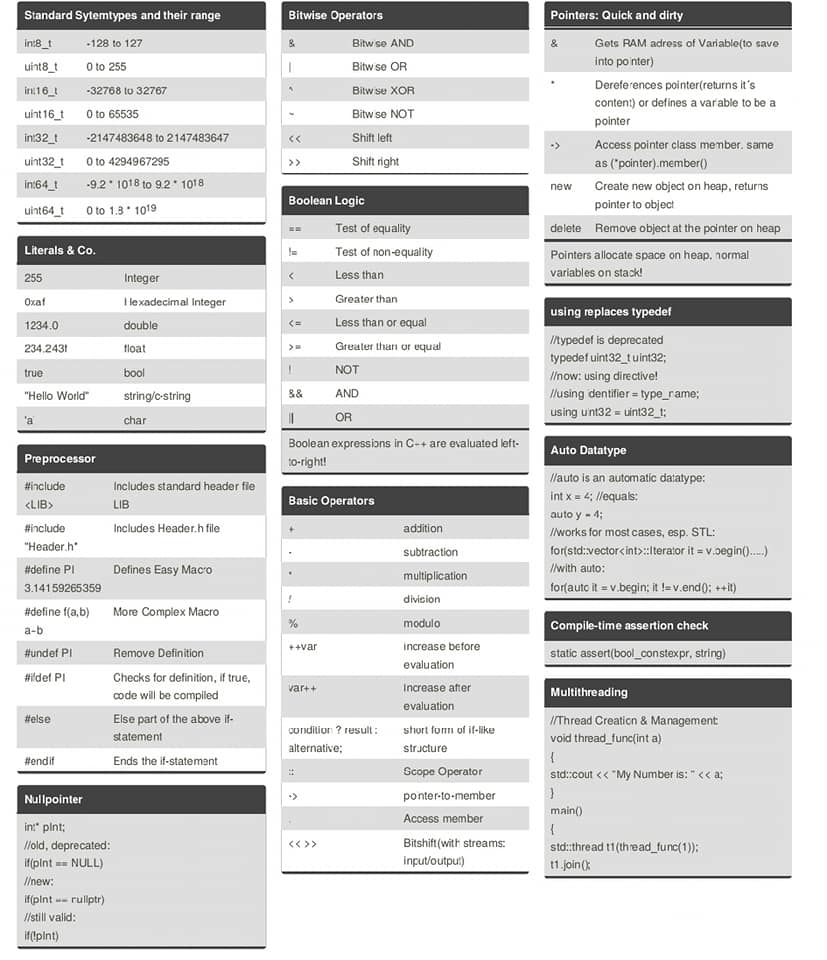 Standard Sytemtypes and their range
int8_t -128 to 127
uint8_t 0 to 255
int16_t -32768 to 32767
uint16_t 0 to 65535
int32_t -2147483648 to 2147483647
uint32_t 0 to 4294967295
int64_t -9.2 * 10^18 to 9.2 * 10^18
uint64_t 0 to 1.8 * 10^19
Literals & Co.
255 Integer
0xaf Hexadecimal Integer
1234.0 double
234.243f float
true bool
"Hello World" string/c-string
'a' char
Preprocessor
#include Includes standard header file
<LIB> LIB
#include Includes Header.h file
"Header.h"
#define PI Defines Easy Macro
3.14159265359
#define f(a,b) More Complex Macro
a-b
#undef PI Remove Definition
#ifdef PI Checks for definition, if true,
code will be compiled
#else Else part of the above if-
statement
#endif Ends the if-statement
Nullpointer
int* pInt;
//old, deprecated:
if(pInt == NULL)
//new:
if(pInt == nullptr)
//still valid:
if(!pInt)
Bitwise Operators
& Bitwise AND
| Bitwise OR
^ Bitwise XOR
~ Bitwise NOT
<< Shift left
>> Shift right
Boolean Logic
== Test of equality
!= Test of non-equality
< Less than
> Greater than
<= Less than or equal
>= Greater than or equal
! NOT
&& AND
|| OR
Boolean expressions in C++ are evaluated left-
to-right!
Basic Operators
+ addition
- subtraction
* multiplication
/ division
% modulo
++var increase before
evaluation
var++ Increase after
evaluation
condition ? result : short form of if-like
alternative; structure
:: Scope Operator
-> pointer-to-member
. Access member
<< >> Bitshift(with streams:
input/output)
Pointers: Quick and dirty
& Gets RAM adress of Variable(to save
into pointer)
* Dereferences pointer(returns it´s
content) or defines a variable to be a
pointer
-> Access pointer class member. same
as (*pointer).member()
new Create new object on heap, returns
pointer to object
delete Remove object at the pointer on heap
Pointers allocate space on heap, normal
variables on stack!
using replaces typedef
//typedef is deprecated
typedef uint32_t uint32;
//now: using directive!
//using identifier = type_name;
using uint32 = uint32_t;
Auto Datatype
//auto is an automatic datatype:
int x = 4; //equals:
auto y = 4;
//works for most cases, esp. STL:
for(std::vector<int>::Iterator it = v.begin().....)
//with auto:
for(auto it = v.begin; it != v.end(); ++it)
Compile-time assertion check
static assert(bool_constexpr, string)
Multithreading
//Thread Creation & Management:
void thread_func(int a)
{
std::cout << "My Number is: " << a;
}
main()
{
std::thread t1(thread_func(1));
t1.join();